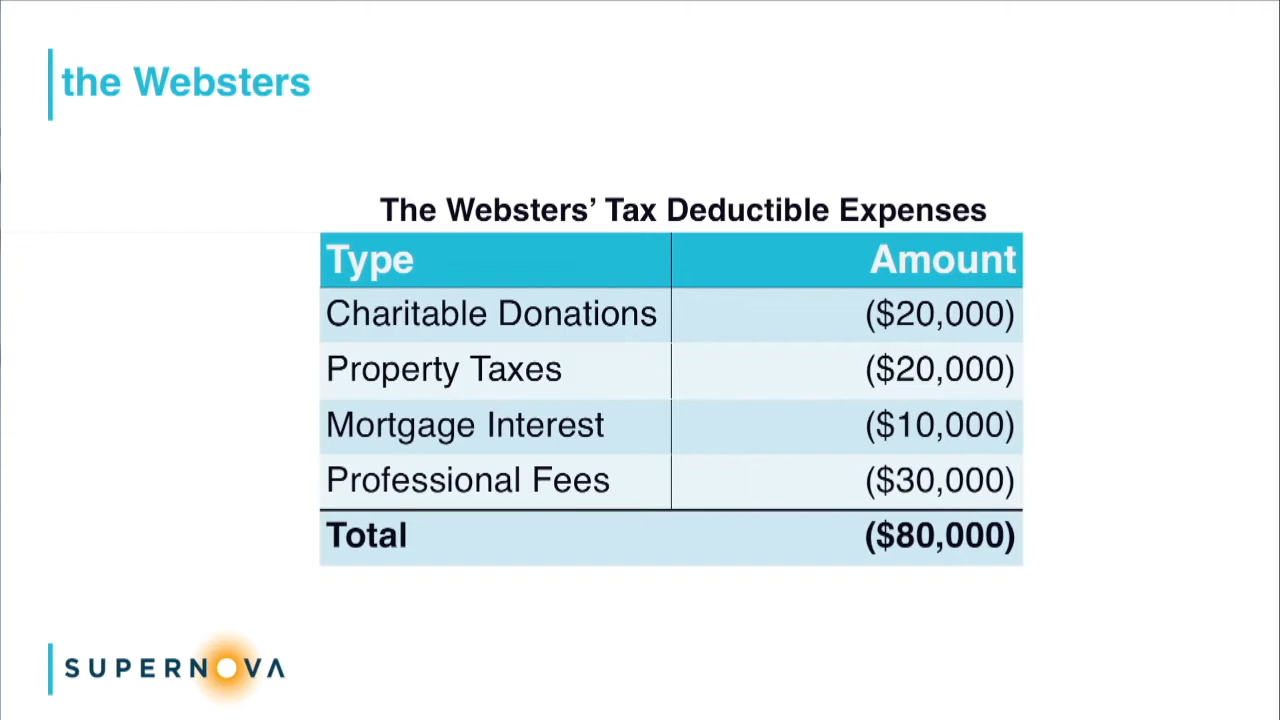 the Websters
The Websters’ Tax Deductible Expenses
Type Amount
Charitable Donations ($20,000)
Property Taxes ($20,000)
Mortgage Interest ($10,000)
Professional Fees ($30,000)
Total ($80,000)
SUPERNOVA